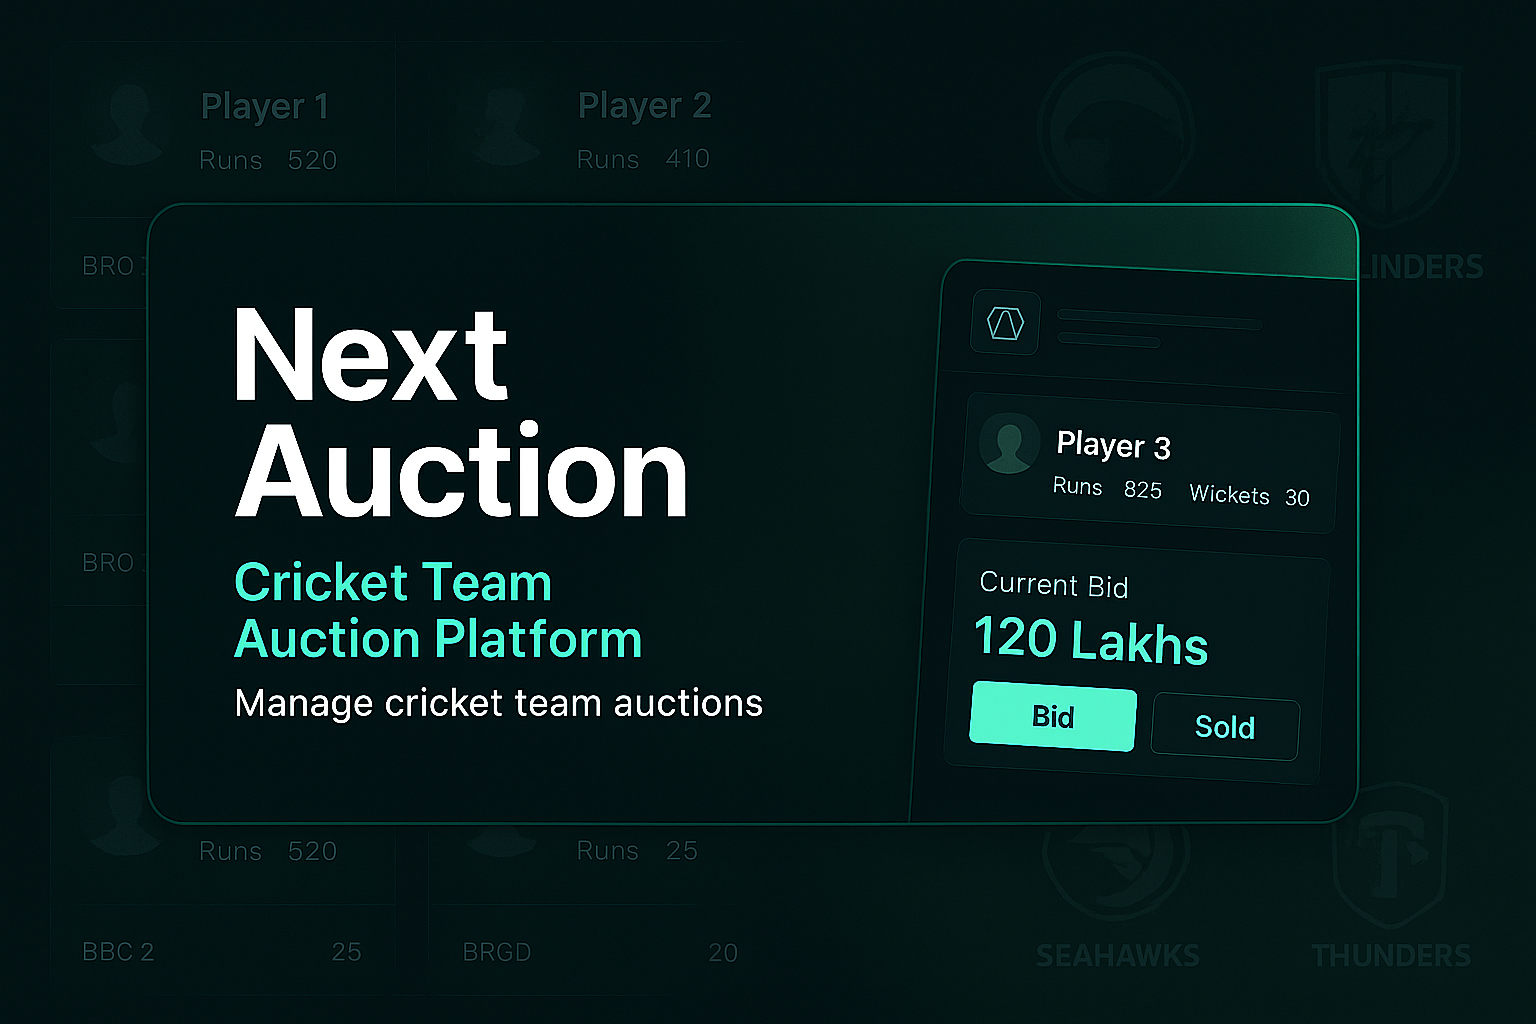 Player 1
Runs 520
Player 2
Runs 410
BRO
LINDERS
Next
Auction
Cricket Team
Auction Platform
Manage cricket team auctions
Player 3
Runs 825 Wickets 30
Current Bid
120 Lakhs
Bid
Sold
BRO
Runs 520
Runs 25
BBC 2 25
BRGD 20
SEAHAWKS
THUNDERS